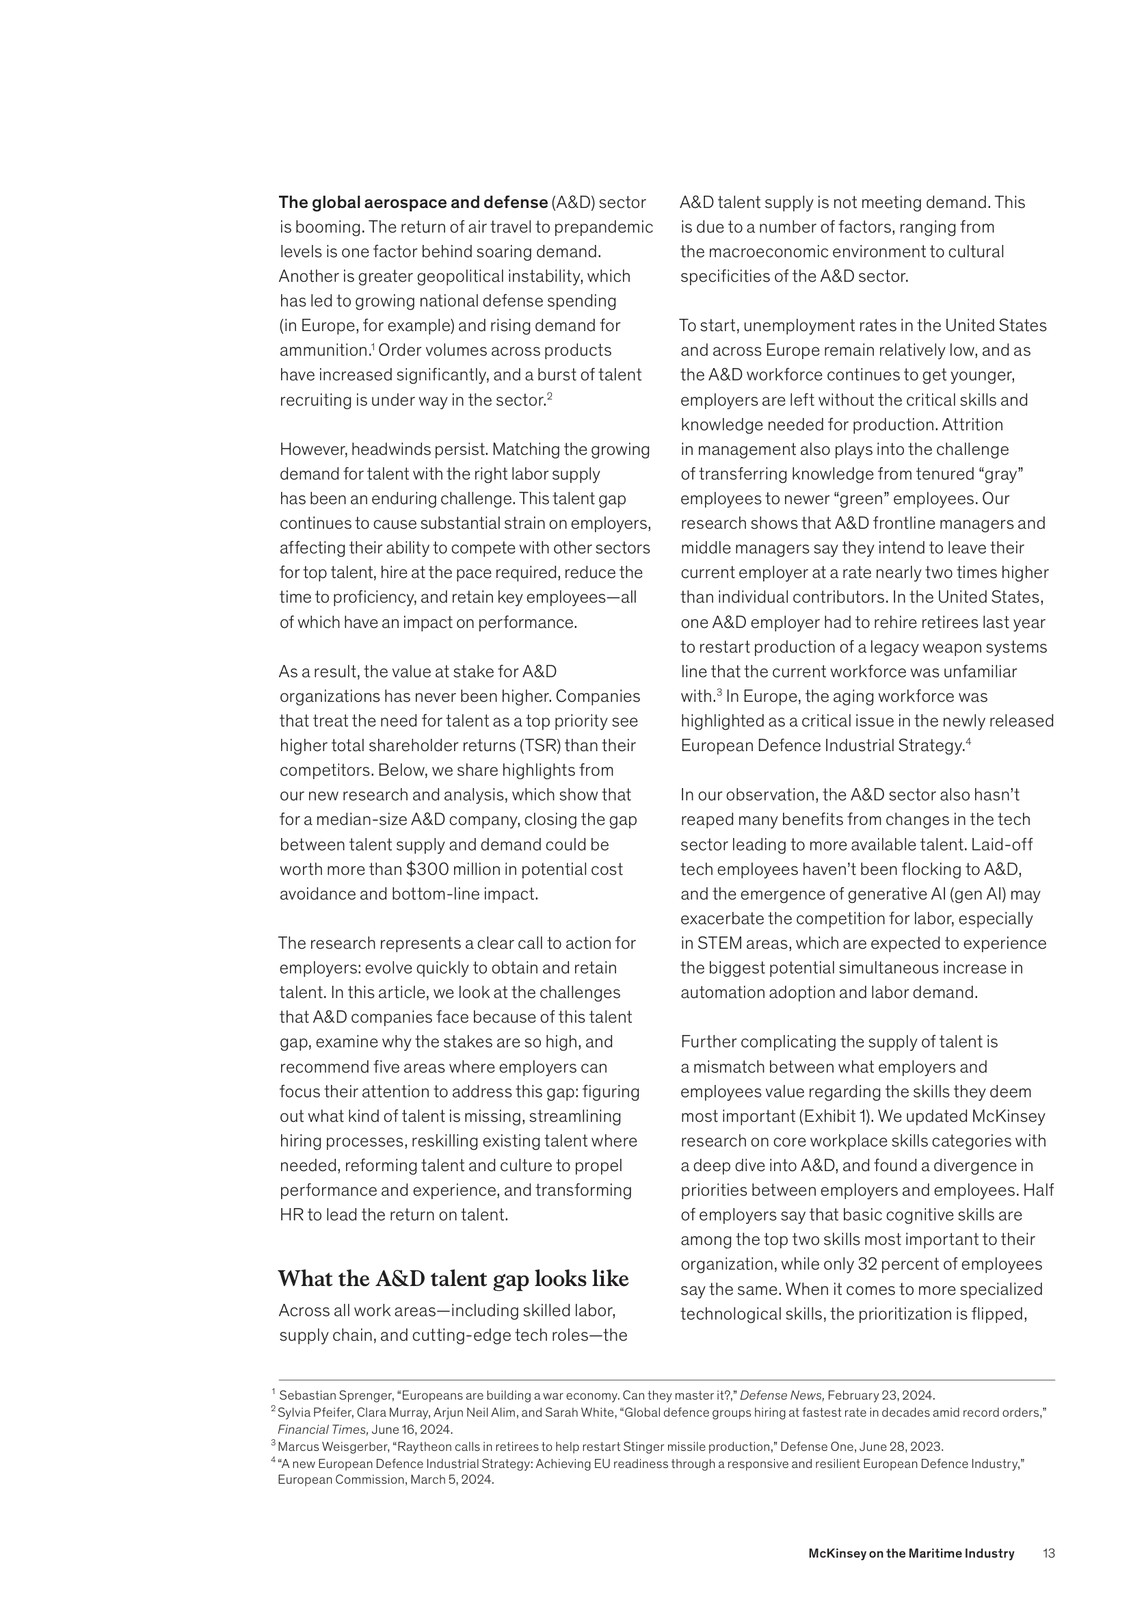 The global aerospace and defense (A&D) sector
is booming. The return of air travel to prepandemic
levels is one factor behind soaring demand.
Another is greater geopolitical instability, which
has led to growing national defense spending
(in Europe, for example) and rising demand for
ammunition.¹ Order volumes across products
have increased significantly, and a burst of talent
recruiting is under way in the sector.²
However, headwinds persist. Matching the growing
demand for talent with the right labor supply
has been an enduring challenge. This talent gap
continues to cause substantial strain on employers,
affecting their ability to compete with other sectors
for top talent, hire at the pace required, reduce the
time to proficiency, and retain key employees—all
of which have an impact on performance.
As a result, the value at stake for A&D
organizations has never been higher. Companies
that treat the need for talent as a top priority see
higher total shareholder returns (TSR) than their
competitors. Below, we share highlights from
our new research and analysis, which show that
for a median-size A&D company, closing the gap
between talent supply and demand could be
worth more than $300 million in potential cost
avoidance and bottom-line impact.
The research represents a clear call to action for
employers: evolve quickly to obtain and retain
talent. In this article, we look at the challenges
that A&D companies face because of this talent
gap, examine why the stakes are so high, and
recommend five areas where employers can
focus their attention to address this gap: figuring
out what kind of talent is missing, streamlining
hiring processes, reskilling existing talent where
needed, reforming talent and culture to propel
performance and experience, and transforming
HR to lead the return on talent.
What the A&D talent gap looks like
Across all work areas—including skilled labor,
supply chain, and cutting-edge tech roles—the
A&D talent supply is not meeting demand. This
is due to a number of factors, ranging from
the macroeconomic environment to cultural
specificities of the A&D sector.
To start, unemployment rates in the United States
and across Europe remain relatively low, and as
the A&D workforce continues to get younger,
employers are left without the critical skills and
knowledge needed for production. Attrition
in management also plays into the challenge
of transferring knowledge from tenured “gray”
employees to newer “green” employees. Our
research shows that A&D frontline managers and
middle managers say they intend to leave their
current employer at a rate nearly two times higher
than individual contributors. In the United States,
one A&D employer had to rehire retirees last year
to restart production of a legacy weapon systems
line that the current workforce was unfamiliar
with.³ In Europe, the aging workforce was
highlighted as a critical issue in the newly released
European Defence Industrial Strategy.⁴
In our observation, the A&D sector also hasn’t
reaped many benefits from changes in the tech
sector leading to more available talent. Laid-off
tech employees haven’t been flocking to A&D,
and the emergence of generative AI (gen AI) may
exacerbate the competition for labor, especially
in STEM areas, which are expected to experience
the biggest potential simultaneous increase in
automation adoption and labor demand.
Further complicating the supply of talent is
a mismatch between what employers and
employees value regarding the skills they deem
most important (Exhibit 1). We updated McKinsey
research on core workplace skills categories with
a deep dive into A&D, and found a divergence in
priorities between employers and employees. Half
of employers say that basic cognitive skills are
among the top two skills most important to their
organization, while only 32 percent of employees
say the same. When it comes to more specialized
technological skills, the prioritization is flipped,
¹ Sebastian Sprenger, “Europeans are building a war economy. Can they master it?,” Defense News, February 23, 2024.
² Sylvia Pfeifer, Clara Murray, Arjun Neil Alim, and Sarah White, “Global defence groups hiring at fastest rate in decades amid record orders,”
Financial Times, June 16, 2024.
³ Marcus Weisgerber, “Raytheon calls in retirees to help restart Stinger missile production,” Defense One, June 28, 2023.
⁴ “A new European Defence Industrial Strategy: Achieving EU readiness through a responsive and resilient European Defence Industry,”
European Commission, March 5, 2024.
McKinsey on the Maritime Industry 13